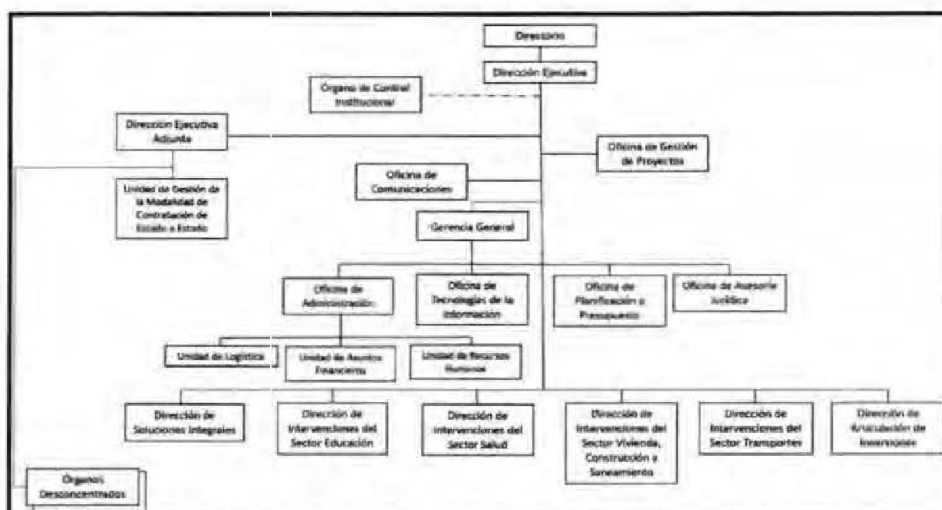 Directorio
Dirección Ejecutiva
Órgano de Control
Institucional
Dirección Ejecutiva
Adjunta
Oficina de Gestión
de Proyectos
Oficina de
Comunicaciones
Unidad de Gestión de
la Modalidad de
Contratación de
Estado a Estado
Gerencia General
Oficina de
Administración
Oficina de
Tecnologías de la
Información
Oficina de
Planificación y
Presupuesto
Oficina de Asesoría
Jurídica
Unidad de Logística
Unidad de Asuntos
Financieros
Unidad de Recursos
Humanos
Dirección de
Soluciones Integrales
Dirección de
Intervenciones del
Sector Educación
Dirección de
Intervenciones del
Sector Salud
Dirección de
Intervenciones del
Sector Vivienda,
Construcción y
Saneamiento
Dirección de
Intervenciones del
Sector Transportes
Dirección de
Articulación de
Inversiones
Órganos
Desconcentrados